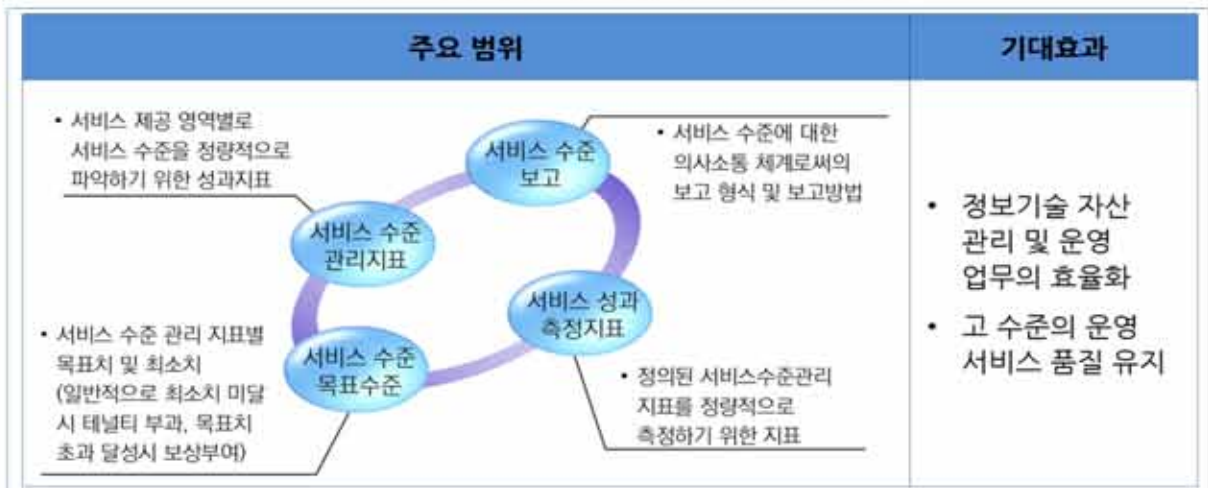 주요 범위
기대효과
• 서비스 제공 영역별로
서비스 수준을 정량적으로
파악하기 위한 성과지표
서비스 수준
보고
• 서비스 수준에 대한
의사소통 체계로써의
보고 형식 및 보고방법
서비스 수준
관리지표
서비스 성과
측정지표
• 서비스 수준 관리 지표별
목표치 및 최소치
(일반적으로 최소치 미달
시 테널티 부과, 목표치
초과 달성시 보상부여)
서비스 수준
목표수준
• 정의된 서비스수준관리
지표를 정량적으로
측정하기 위한 지표
• 정보기술 자산
관리 및 운영
업무의 효율화
• 고 수준의 운영
서비스 품질 유지